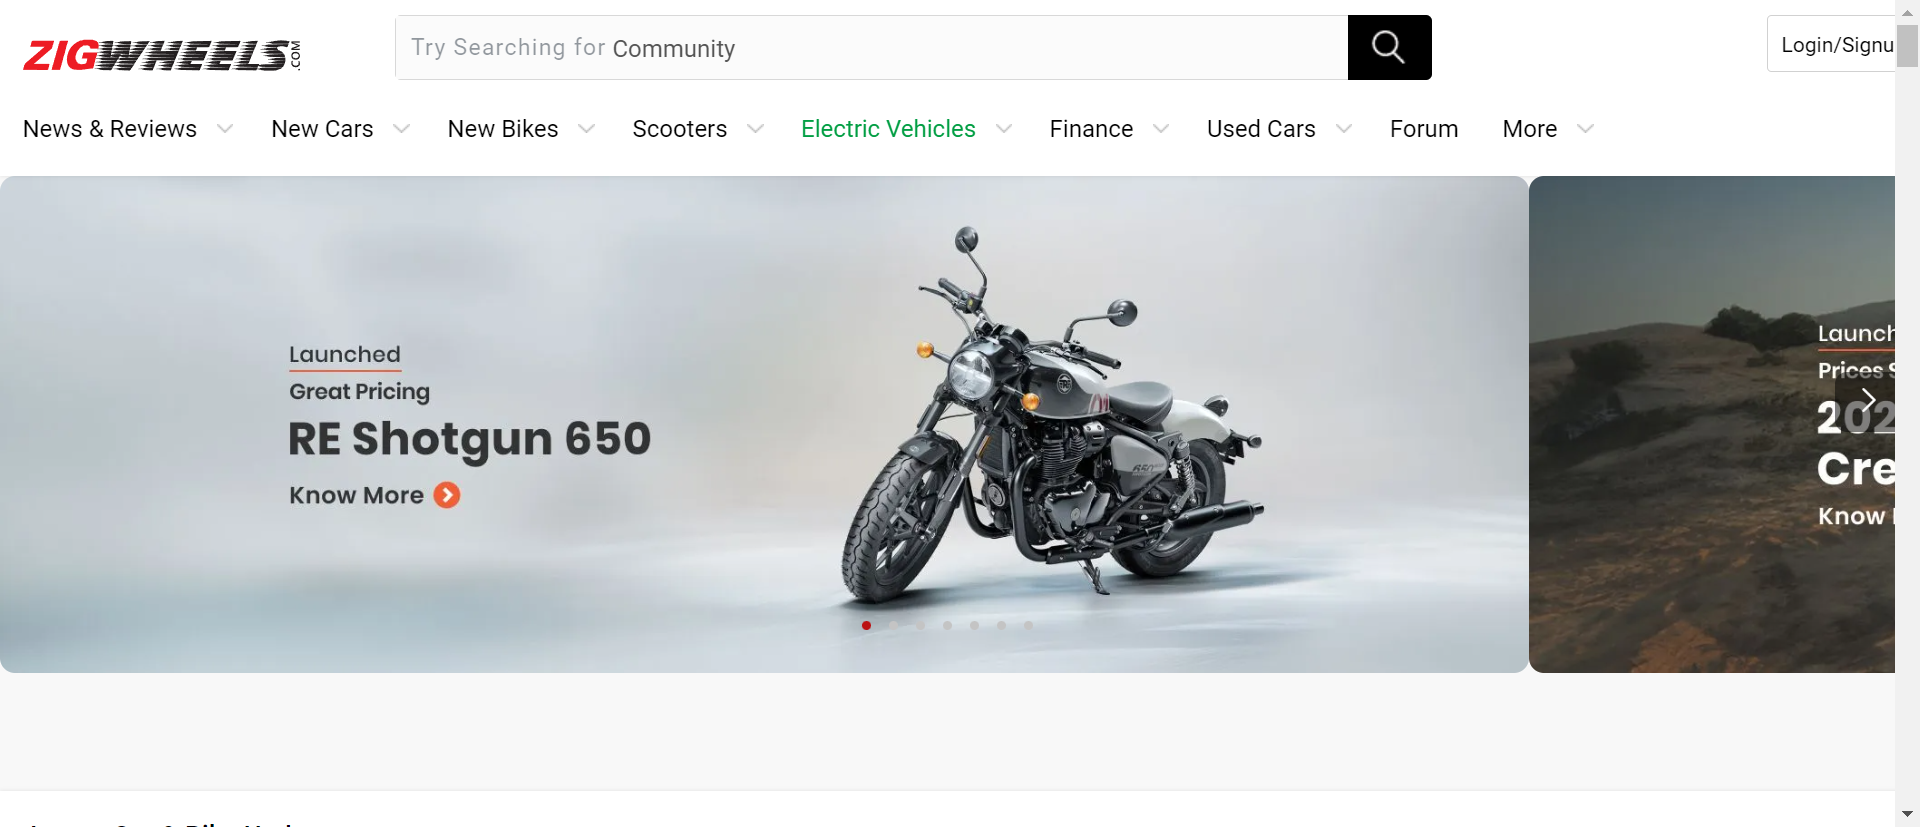 ZIGWHEELS.COM
Try Searching for Community
Login/Signu
News & Reviews
New Cars
New Bikes
Scooters
Electric Vehicles
Finance
Used Cars
Forum
More
Launched
Great Pricing
RE Shotgun 650
Know More
650
Launch
Prices S
202
Cre
Know